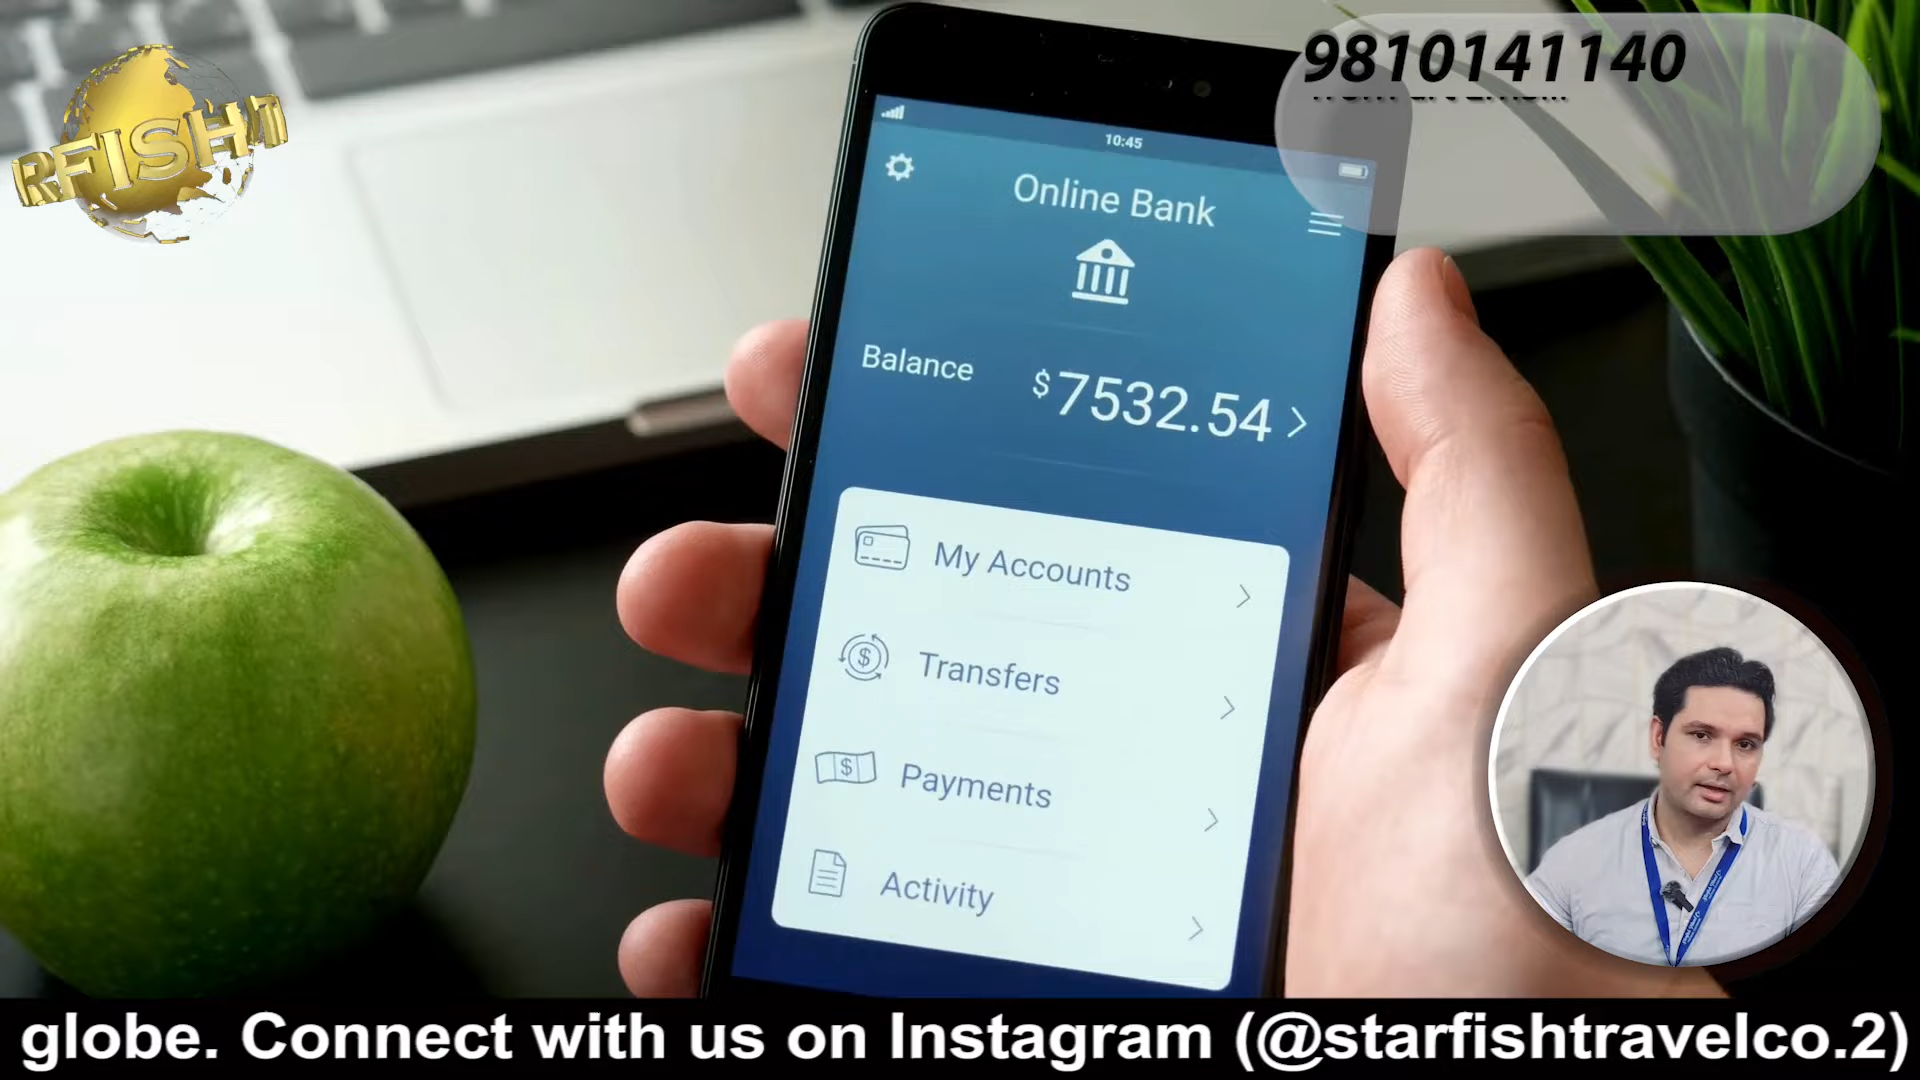 RFISHT
9810141140
10:45
Online Bank
Balance
$7532.54
My Accounts
Transfers
Payments
Activity
globe. Connect with us on Instagram (@starfishtravelco.2)